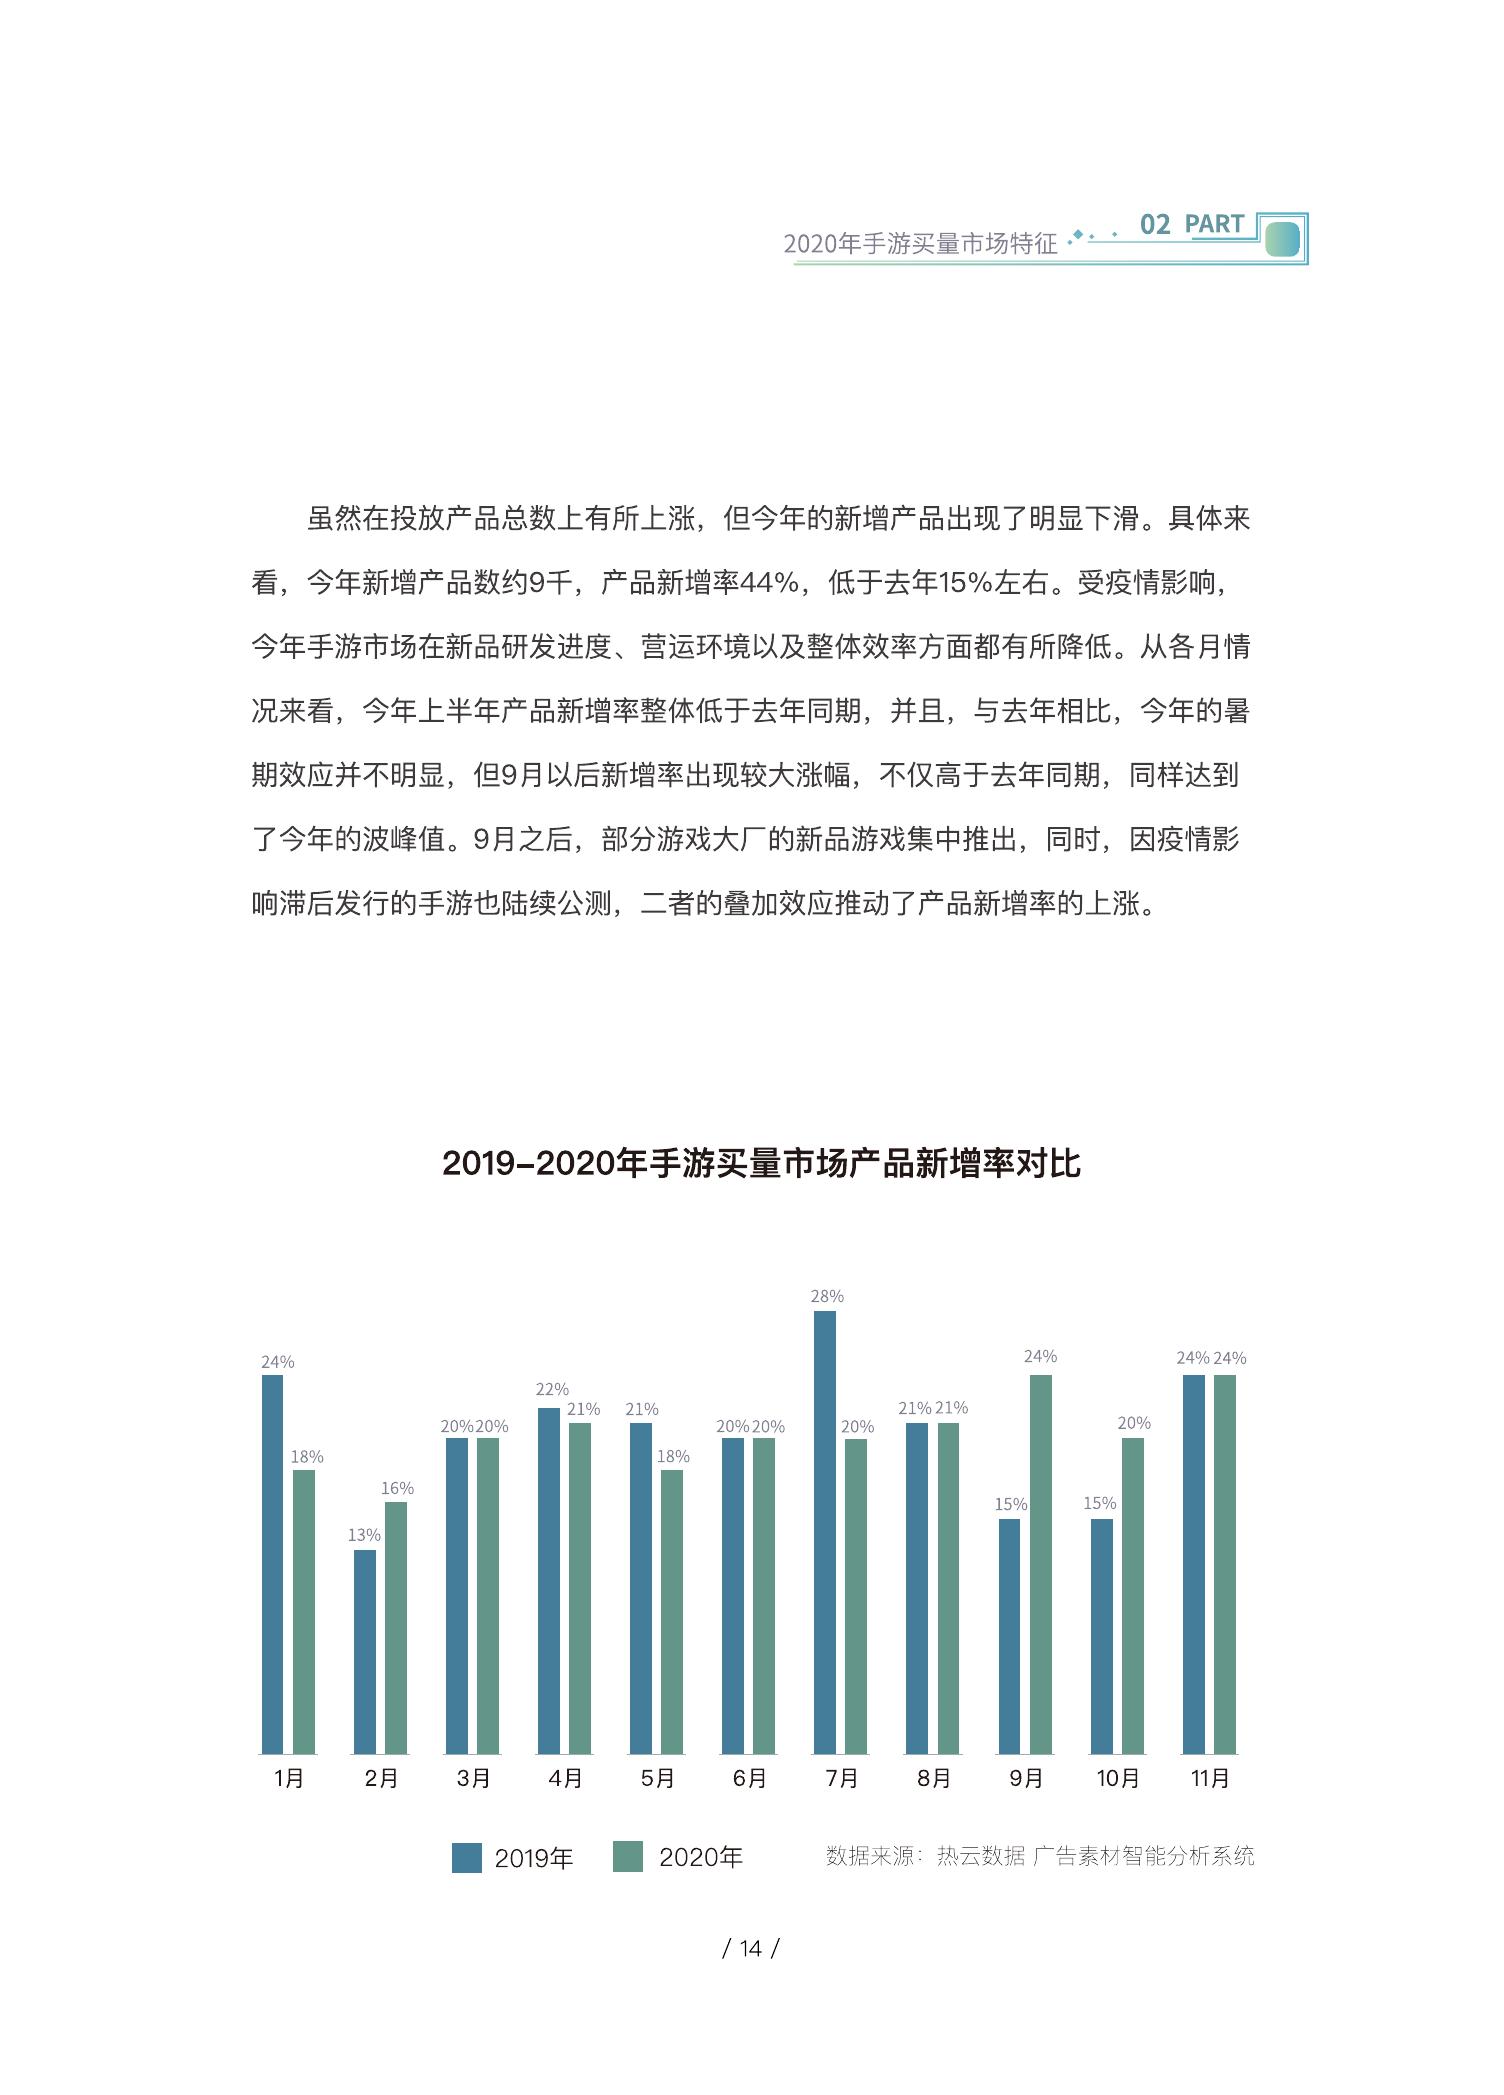 2020年手游买量市场特征
02 PART
虽然在投放产品总数上有所上涨，但今年的新增产品出现了明显下滑。具体来
看，今年新增产品数约9千，产品新增率44%，低于去年15%左右。受疫情影响，
今年手游市场在新品研发进度、营运环境以及整体效率方面都有所降低。从各月情
况来看，今年上半年产品新增率整体低于去年同期，并且，与去年相比，今年的暑
期效应并不明显，但9月以后新增率出现较大涨幅，不仅高于去年同期，同样达到
了今年的波峰值。9月之后，部分游戏大厂的新品游戏集中推出，同时，因疫情影
响滞后发行的手游也陆续公测，二者的叠加效应推动了产品新增率的上涨。
2019-2020年手游买量市场产品新增率对比
24% 18% 13% 16% 20% 20% 22% 21% 21% 18% 20% 20% 28% 20% 21% 21% 15% 24% 15% 20% 24% 24%
1月 2月 3月 4月 5月 6月 7月 8月 9月 10月 11月
2019年 2020年 数据来源：热云数据 广告素材智能分析系统
/ 14 /